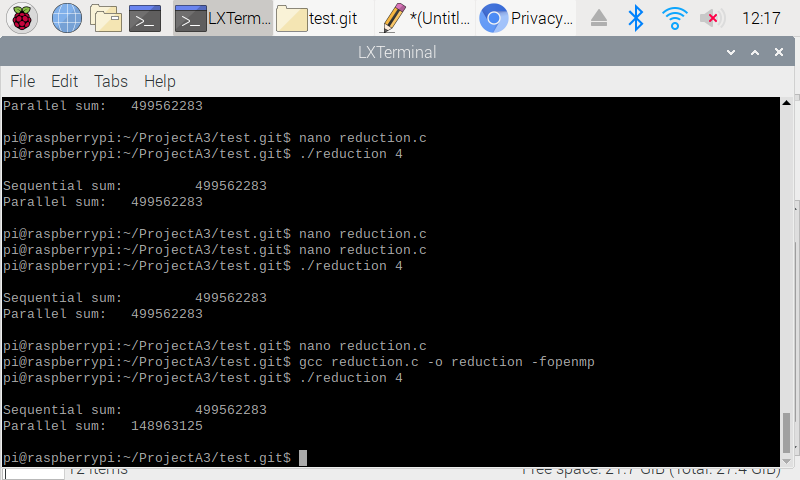 LXTerm... test.git *(Untitl... Privacy... 12:17
LXTerminal
File Edit Tabs Help
Parallel sum:   499562283
pi@raspberrypi:~/ProjectA3/test.git$ nano reduction.c
pi@raspberrypi:~/ProjectA3/test.git$ ./reduction 4
Sequential sum:         499562283
Parallel sum:   499562283
pi@raspberrypi:~/ProjectA3/test.git$ nano reduction.c
pi@raspberrypi:~/ProjectA3/test.git$ nano reduction.c
pi@raspberrypi:~/ProjectA3/test.git$ ./reduction 4
Sequential sum:         499562283
Parallel sum:   499562283
pi@raspberrypi:~/ProjectA3/test.git$ nano reduction.c
pi@raspberrypi:~/ProjectA3/test.git$ gcc reduction.c -o reduction -fopenmp
pi@raspberrypi:~/ProjectA3/test.git$ ./reduction 4
Sequential sum:         499562283
Parallel sum:   148963125
pi@raspberrypi:~/ProjectA3/test.git$
12 items Free space: 21.7 GiB (Total: 27.4 GiB)